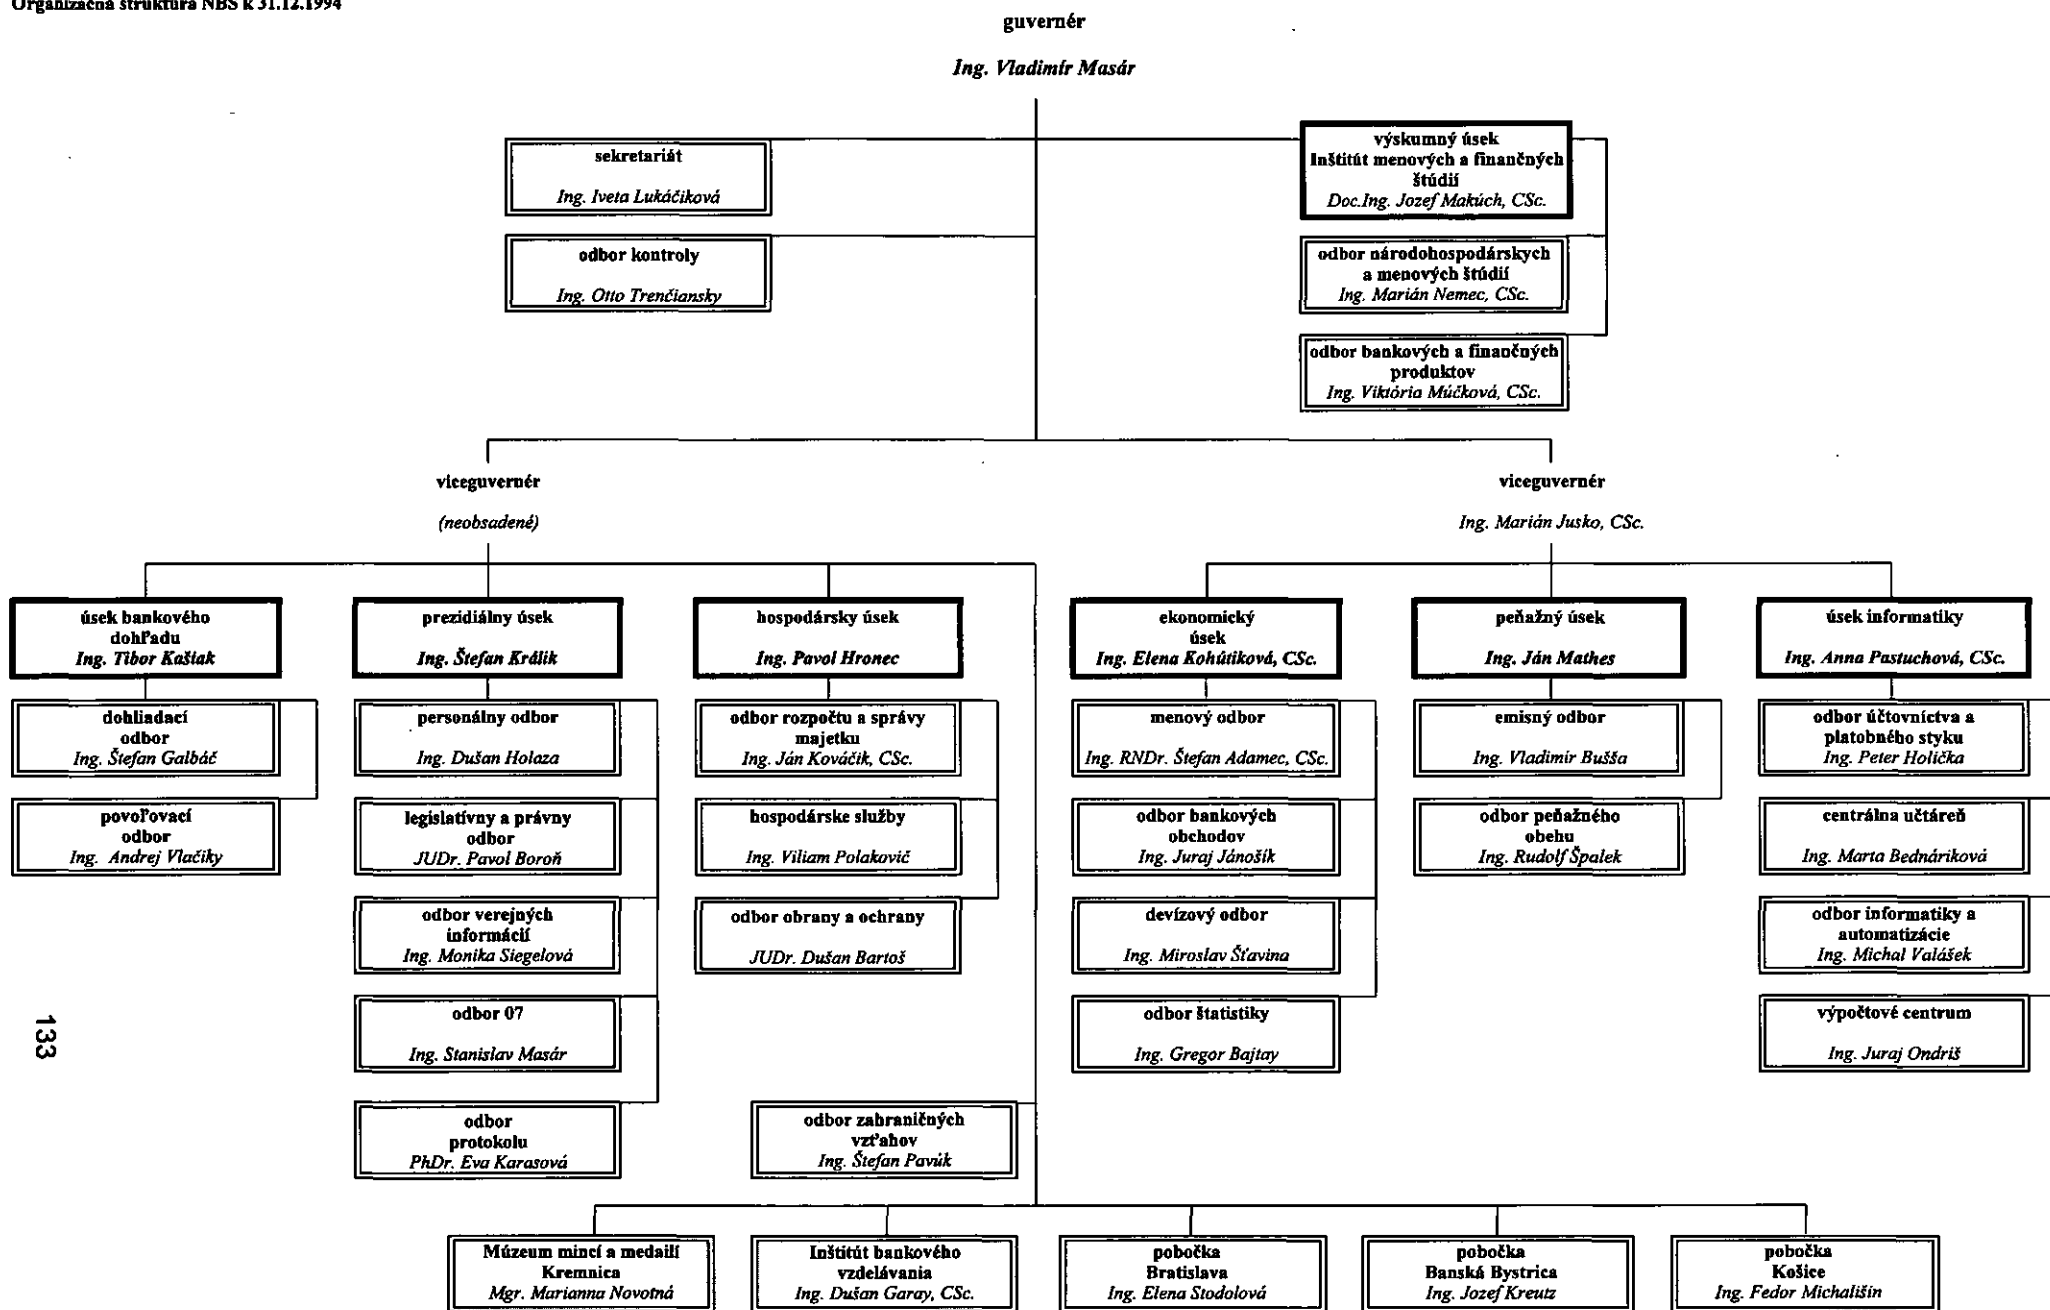 Organizačná štruktúra NBS k 31.12.1994
guvernér
Ing. Vladimír Masár
sekretariát
Ing. Iveta Lukáčiková
odbor kontroly
Ing. Otto Trenčiansky
výskumný úsek
Inštitút menových a finančných
štúdií
Doc.Ing. Jozef Makúch, CSc.
odbor národohospodárskych
a menových štúdií
Ing. Marián Nemec, CSc.
odbor bankových a finančných
produktov
Ing. Viktória Múčková, CSc.
viceguvernér
(neobsadené)
viceguvernér
Ing. Marián Jusko, CSc.
úsek bankového
dohľadu
Ing. Tibor Kaštak
dohliadací
odbor
Ing. Štefan Galbáč
povoľovací
odbor
Ing. Andrej Vlačiky
prezidiálny úsek
Ing. Štefan Králik
personálny odbor
Ing. Dušan Holaza
legislatívny a právny
odbor
JUDr. Pavol Boroň
odbor verejných
informácií
Ing. Monika Siegelová
odbor 07
Ing. Stanislav Masár
odbor
protokolu
PhDr. Eva Karasová
hospodársky úsek
Ing. Pavol Hronec
odbor rozpočtu a správy
majetku
Ing. Ján Kováčik, CSc.
hospodárske služby
Ing. Viliam Polakovič
odbor obrany a ochrany
JUDr. Dušan Bartoš
odbor zahraničných
vzťahov
Ing. Štefan Pavúk
ekonomický
úsek
Ing. Elena Kohútiková, CSc.
menový odbor
Ing. RNDr. Štefan Adamec, CSc.
odbor bankových
obchodov
Ing. Juraj Jánošík
devízový odbor
Ing. Miroslav Šťavina
odbor štatistiky
Ing. Gregor Bajtay
peňažný úsek
Ing. Ján Mathes
emisný odbor
Ing. Vladimír Bušša
odbor peňažného
obehu
Ing. Rudolf Špalek
úsek informatiky
Ing. Anna Pastuchová, CSc.
odbor účtovníctva a
platobného styku
Ing. Peter Holička
centrálna učtáreň
Ing. Marta Bednáriková
odbor informatiky a
automatizácie
Ing. Michal Valášek
výpočtové centrum
Ing. Juraj Ondriš
Múzeum mincí a medailí
Kremnica
Mgr. Marianna Novotná
Inštitút bankového
vzdelávania
Ing. Dušan Garay, CSc.
pobočka
Bratislava
Ing. Elena Stodolová
pobočka
Banská Bystrica
Ing. Jozef Kreutz
pobočka
Košice
Ing. Fedor Michališin
133